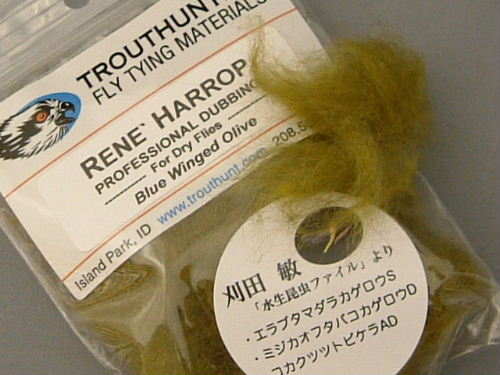 TROUTHUNT
FLY TYING MATERIALS
RENE` HARROP
PROFESSIONAL DUBBING
For Dry Flies
Blue Winged Olive
Island Park, ID www.trouthunt.com 208.5
刈田 敏
「水生昆虫ファイル」より
・エラブタマダラカゲロウS
・ミジカオフタバコカゲロウD
コカクツツトビケラAD